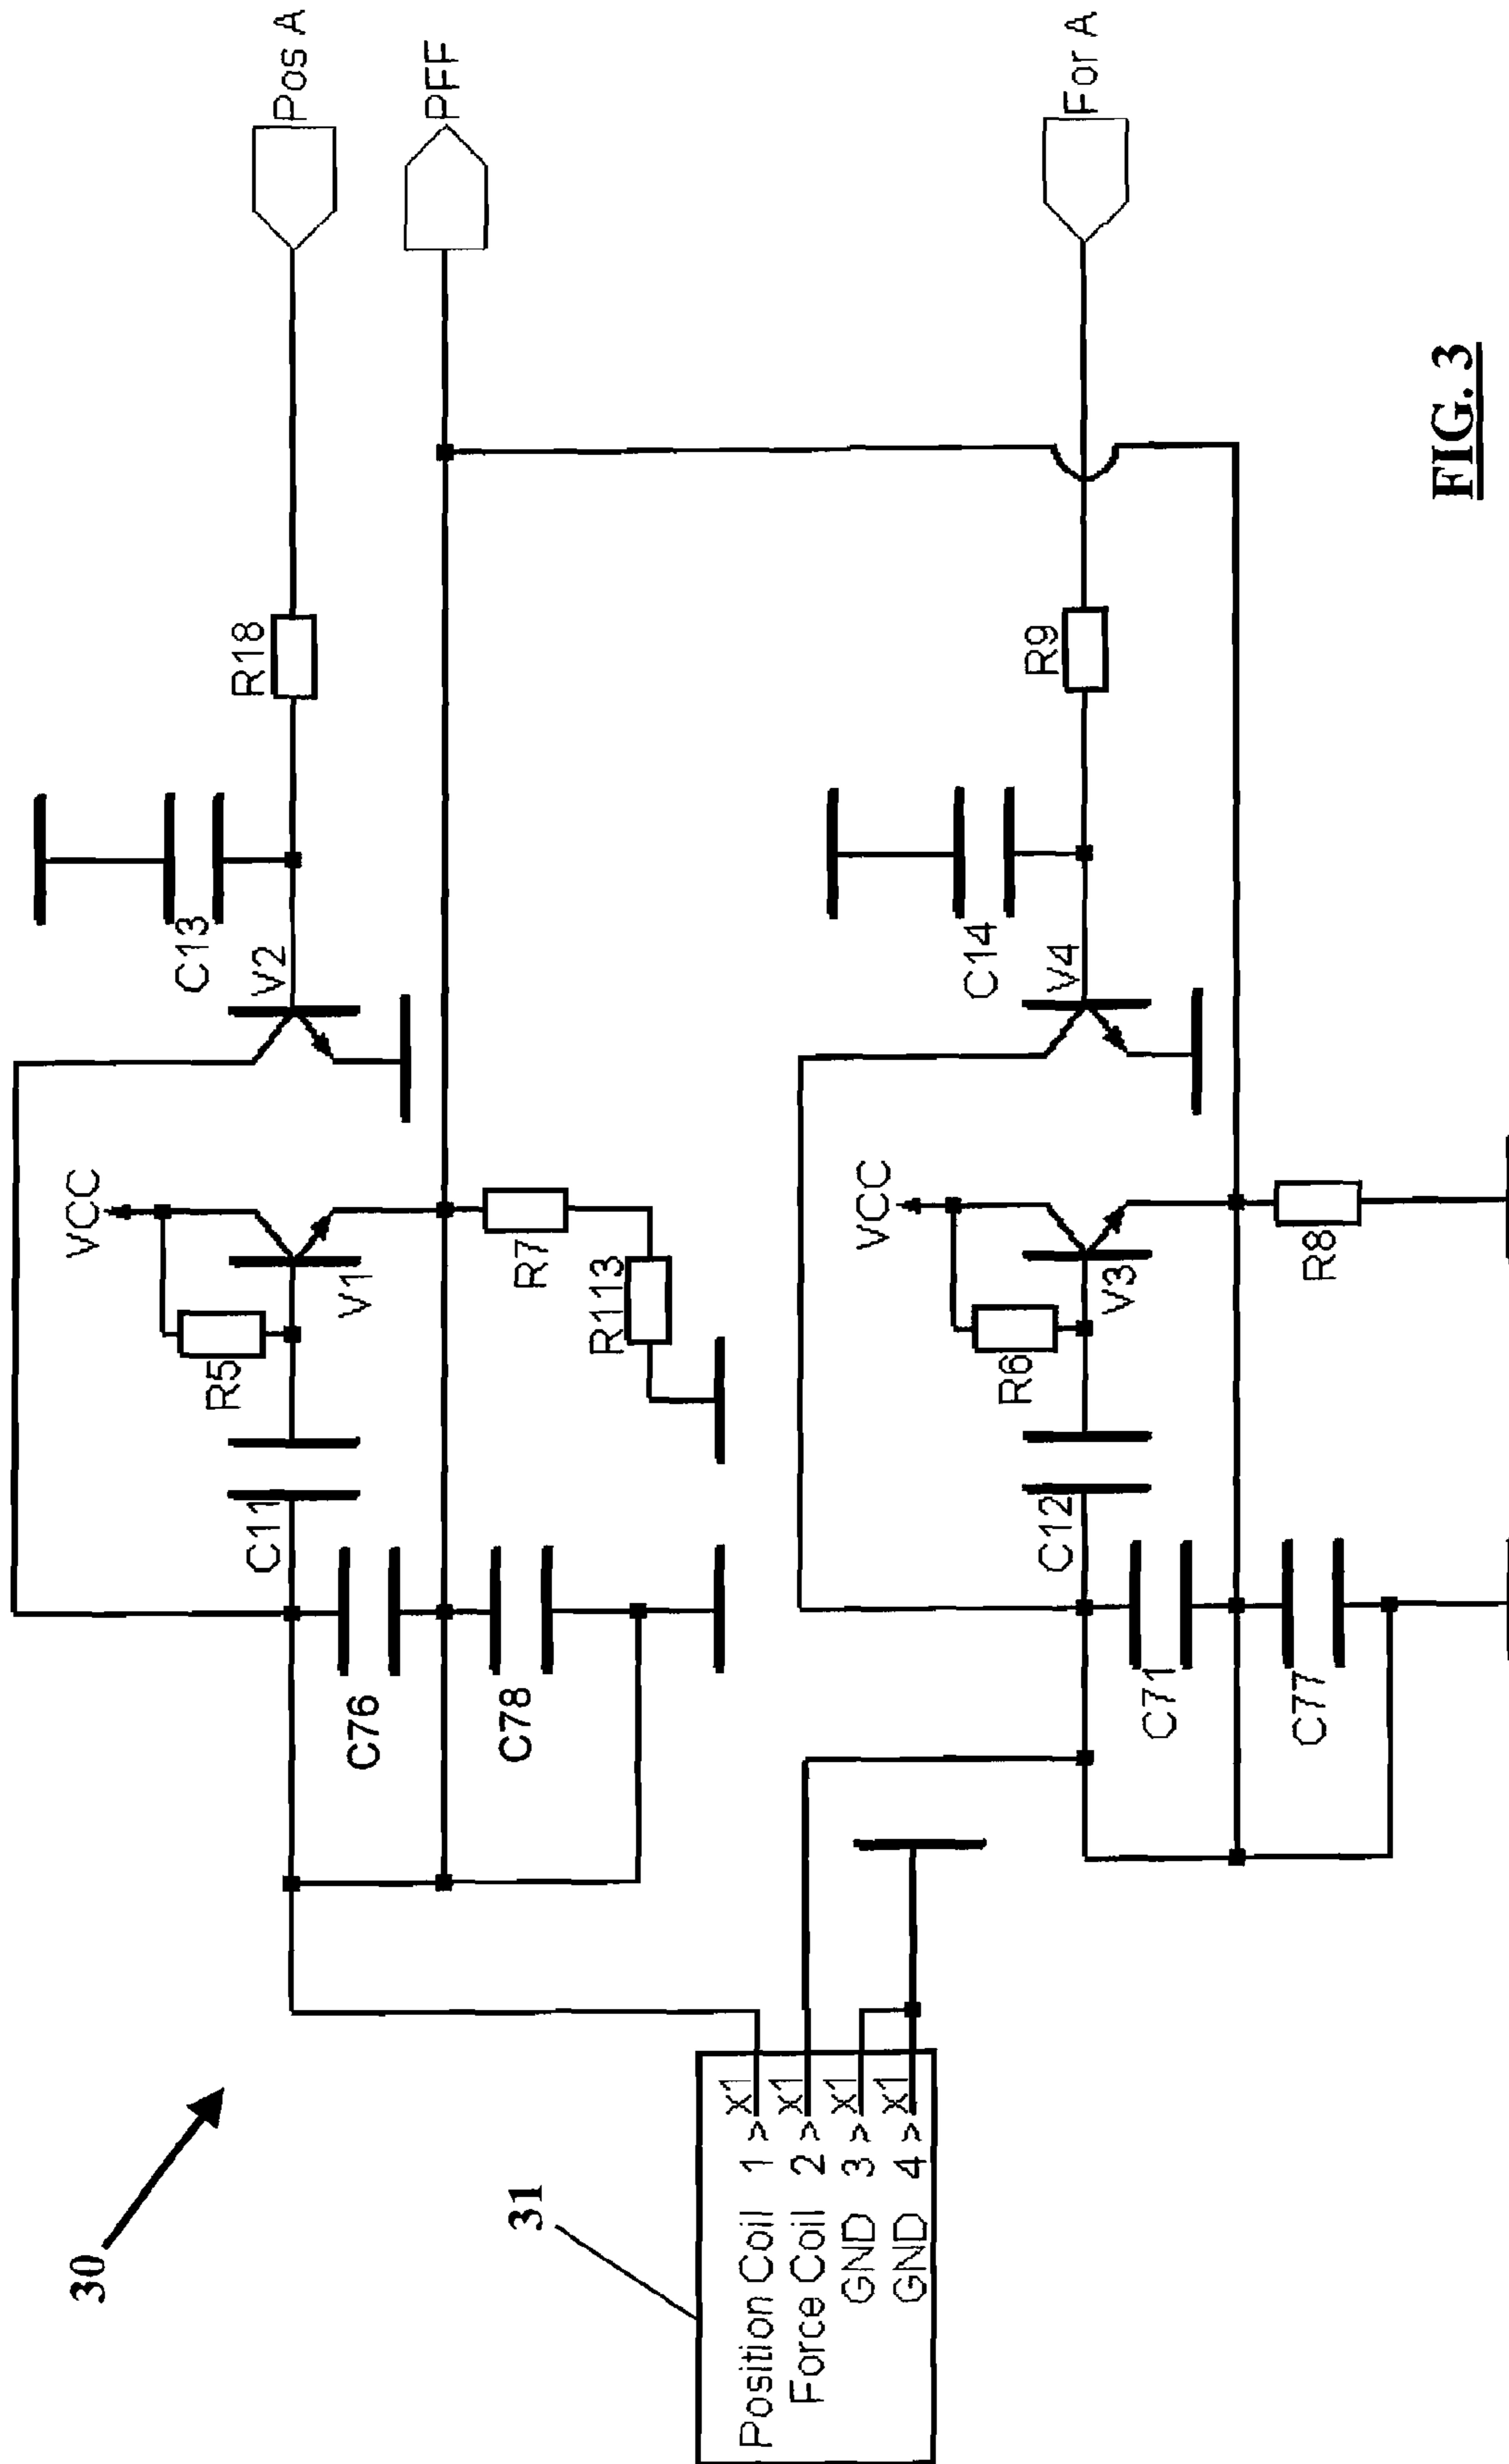 30
31
Position Coil 1 > X1
Force Coil 2 > X1
GND 3 > X1
GND 4 > X1
C76
C78
C11
R5
VCC
V1
R7
R113
C13
V2
R18
Pos A
PFF
C71
C77
C12
R6
VCC
V3
R8
C14
V4
R9
For A
FIG. 3